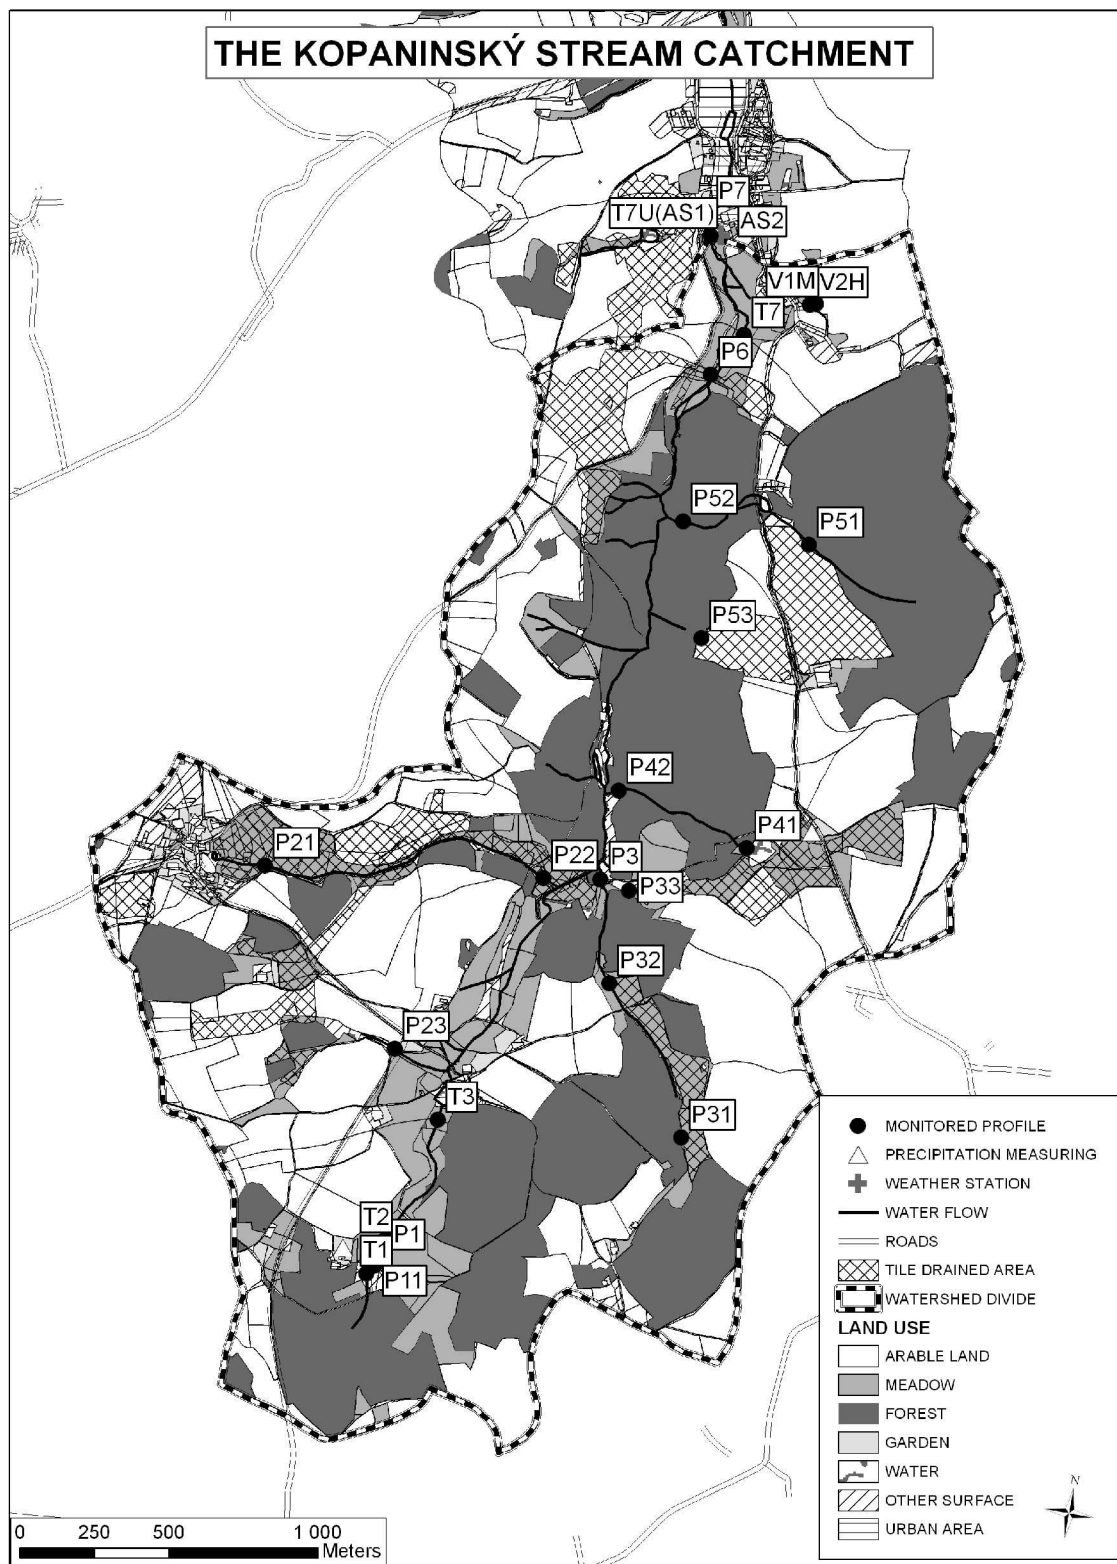 THE KOPANINSKÝ STREAM CATCHMENT
P7
T7U(AS1)
AS2
V1M
V2H
T7
P6
P52
P51
P53
P42
P41
P21
P22
P3
P33
P32
P23
T3
P31
T2
P1
T1
P11
MONITORED PROFILE
PRECIPITATION MEASURING
WEATHER STATION
WATER FLOW
ROADS
TILE DRAINED AREA
WATERSHED DIVIDE
LAND USE
ARABLE LAND
MEADOW
FOREST
GARDEN
WATER
OTHER SURFACE
URBAN AREA
N
0 250 500 1 000
Meters